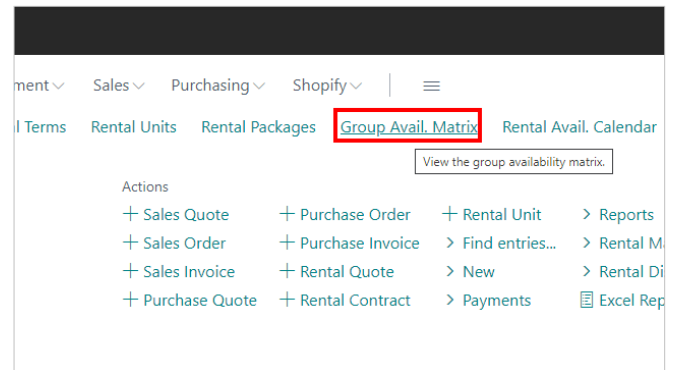 ment Sales Purchasing Shopify
l Terms Rental Units Rental Packages Group Avail. Matrix Rental Avail. Calendar
View the group availability matrix.
Actions
+ Sales Quote + Purchase Order + Rental Unit > Reports
+ Sales Order + Purchase Invoice > Find entries... > Rental M
+ Sales Invoice + Rental Quote > New > Rental Di
+ Purchase Quote + Rental Contract > Payments Excel Rep